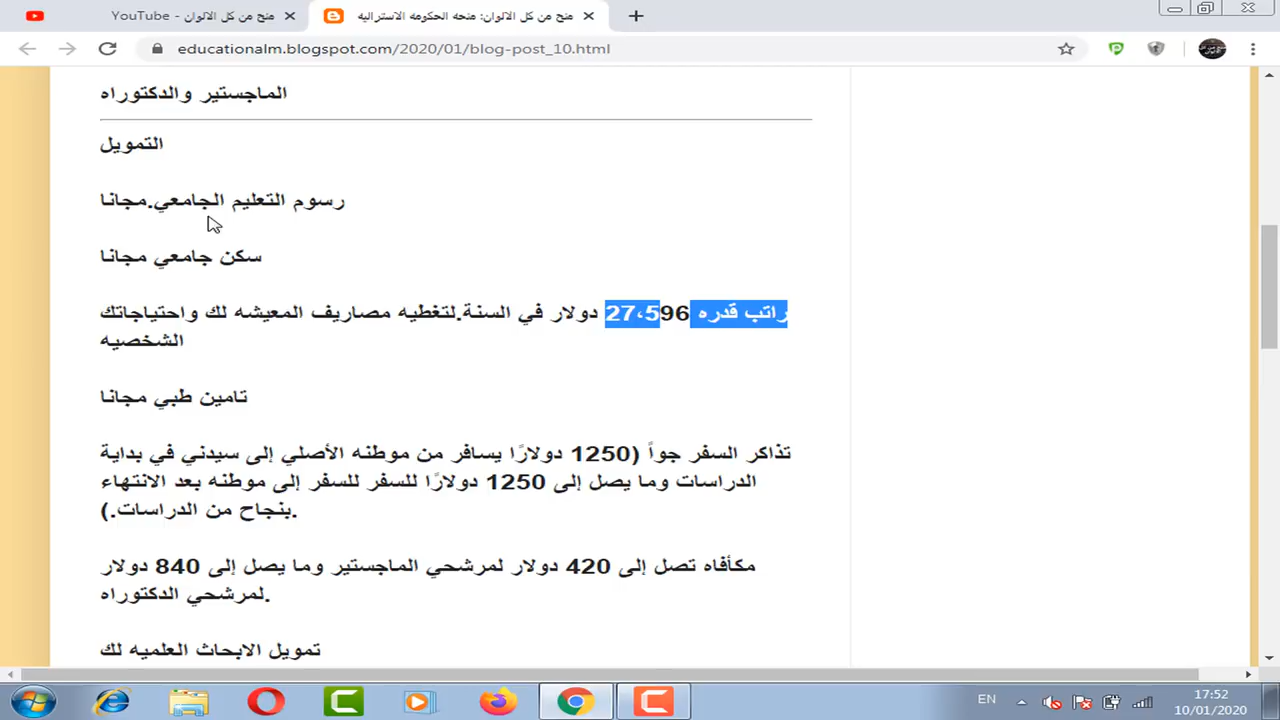 منح من كل الالوان - YouTube
منح من كل الالوان: منحه الحكومه الاستراليه
educationalm.blogspot.com/2020/01/blog-post_10.html
الماجستير والدكتوراه
التمويل
رسوم التعليم الجامعي.مجانا
سكن جامعي مجانا
راتب قدره 27،596 دولار في السنة.لتغطيه مصاريف المعيشه لك واحتياجاتك
الشخصيه
تامين طبي مجانا
تذاكر السفر جواً (1250 دولارًا يسافر من موطنه الأصلي إلى سيدني في بداية
الدراسات وما يصل إلى 1250 دولارًا للسفر للسفر إلى موطنه بعد الانتهاء
بنجاح من الدراسات.).
مكأفاه تصل إلى 420 دولار لمرشحي الماجستير وما يصل إلى 840 دولار
لمرشحي الدكتوراه.
تمويل الابحاث العلميه لك
EN
17:52
10/01/2020